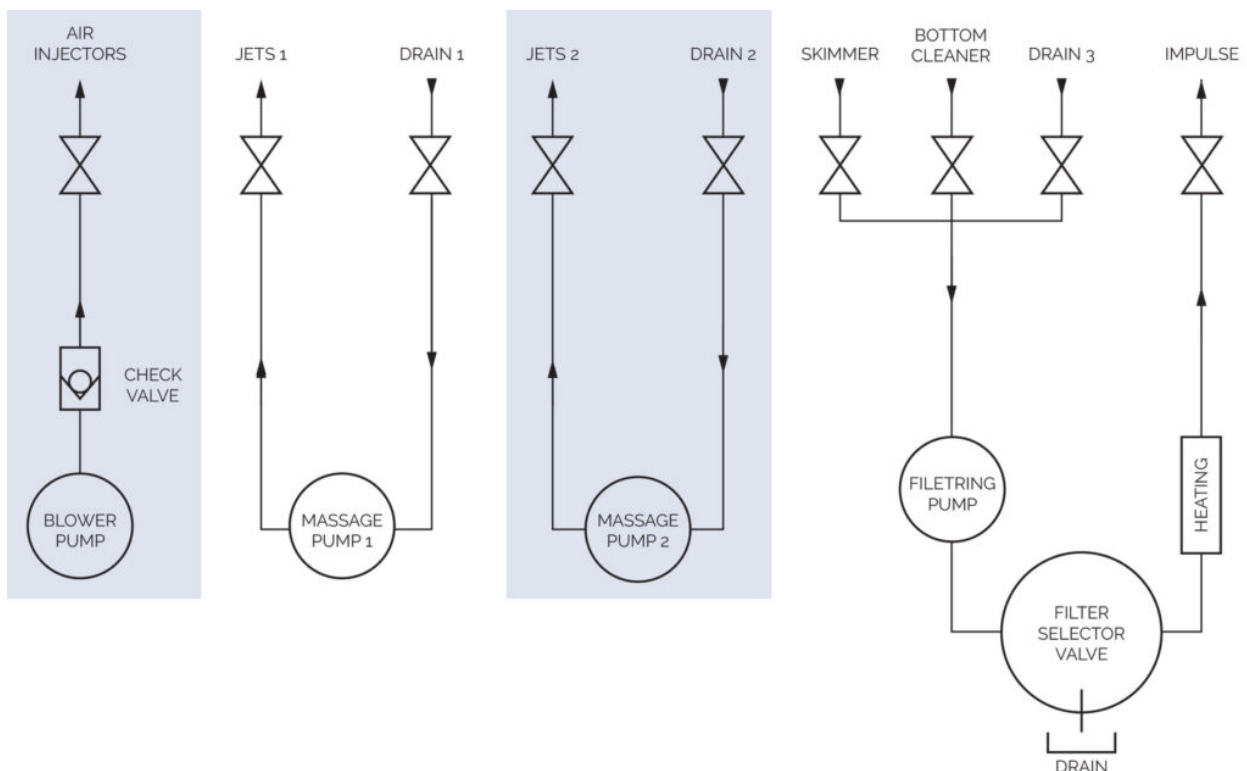 AIR
INJECTORS
JETS 1
DRAIN 1
JETS 2
DRAIN 2
SKIMMER
BOTTOM
CLEANER
DRAIN 3
IMPULSE
CHECK
VALVE
BLOWER
PUMP
MASSAGE
PUMP 1
MASSAGE
PUMP 2
FILETRING
PUMP
HEATING
FILTER
SELECTOR
VALVE
DRAIN